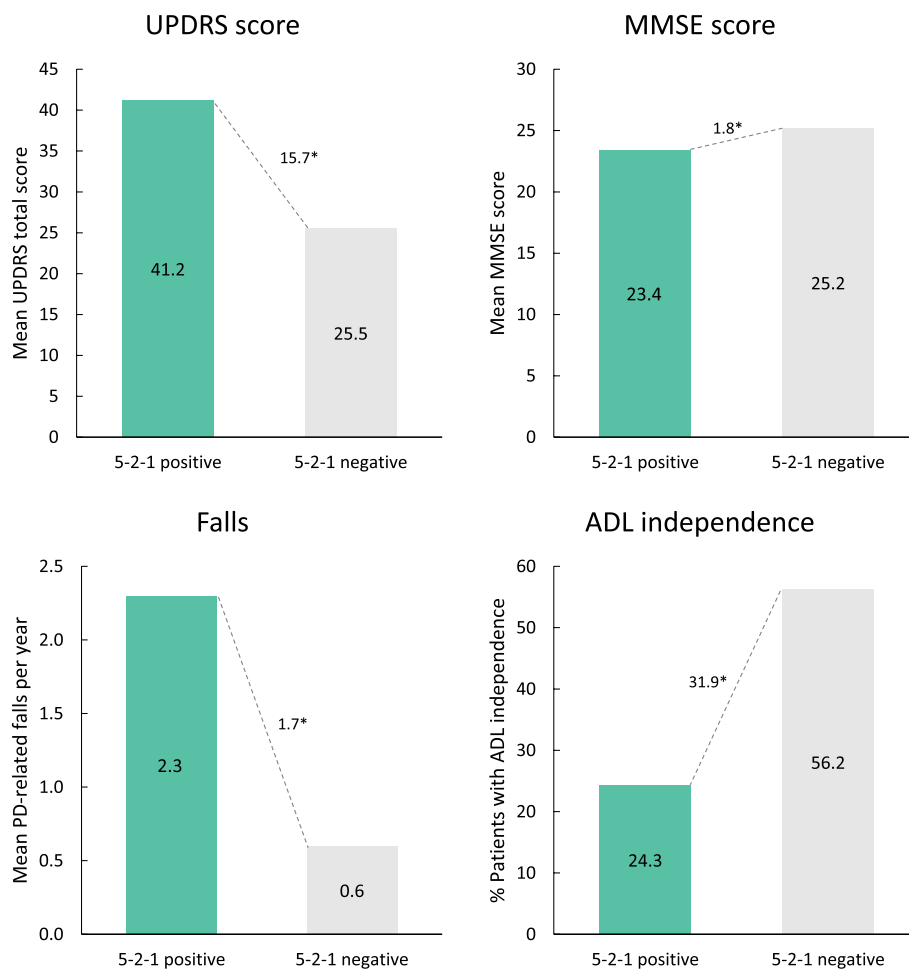 UPDRS score
Mean UPDRS total score
45
40
35
30
25
20
15
10
5
0
15.7*
41.2
25.5
5-2-1 positive
5-2-1 negative
MMSE score
Mean MMSE score
30
25
20
15
10
5
0
1.8*
23.4
25.2
5-2-1 positive
5-2-1 negative
Falls
Mean PD-related falls per year
2.5
2.0
1.5
1.0
0.5
0.0
1.7*
2.3
0.6
5-2-1 positive
5-2-1 negative
ADL independence
% Patients with ADL independence
60
50
40
30
20
10
0
31.9*
24.3
56.2
5-2-1 positive
5-2-1 negative